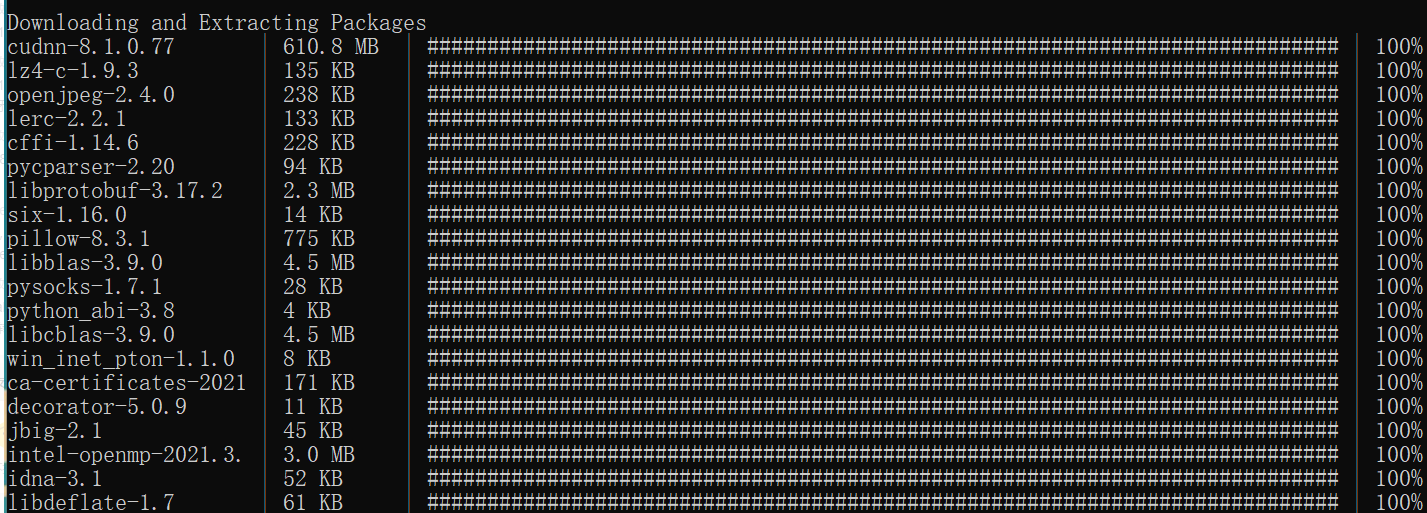 Downloading and Extracting Packages
cudnn-8.1.0.77 | 610.8 MB | ############################################################################ | 100%
lz4-c-1.9.3 | 135 KB | ############################################################################ | 100%
openjpeg-2.4.0 | 238 KB | ############################################################################ | 100%
lerc-2.2.1 | 133 KB | ############################################################################ | 100%
cffi-1.14.6 | 228 KB | ############################################################################ | 100%
pycparser-2.20 | 94 KB | ############################################################################ | 100%
libprotobuf-3.17.2 | 2.3 MB | ############################################################################ | 100%
six-1.16.0 | 14 KB | ############################################################################ | 100%
pillow-8.3.1 | 775 KB | ############################################################################ | 100%
libblas-3.9.0 | 4.5 MB | ############################################################################ | 100%
pysocks-1.7.1 | 28 KB | ############################################################################ | 100%
python_abi-3.8 | 4 KB | ############################################################################ | 100%
libcblas-3.9.0 | 4.5 MB | ############################################################################ | 100%
win_inet_pton-1.1.0 | 8 KB | ############################################################################ | 100%
ca-certificates-2021 | 171 KB | ############################################################################ | 100%
decorator-5.0.9 | 11 KB | ############################################################################ | 100%
jbig-2.1 | 45 KB | ############################################################################ | 100%
intel-openmp-2021.3. | 3.0 MB | ############################################################################ | 100%
idna-3.1 | 52 KB | ############################################################################ | 100%
libdeflate-1.7 | 61 KB | ############################################################################ | 100%